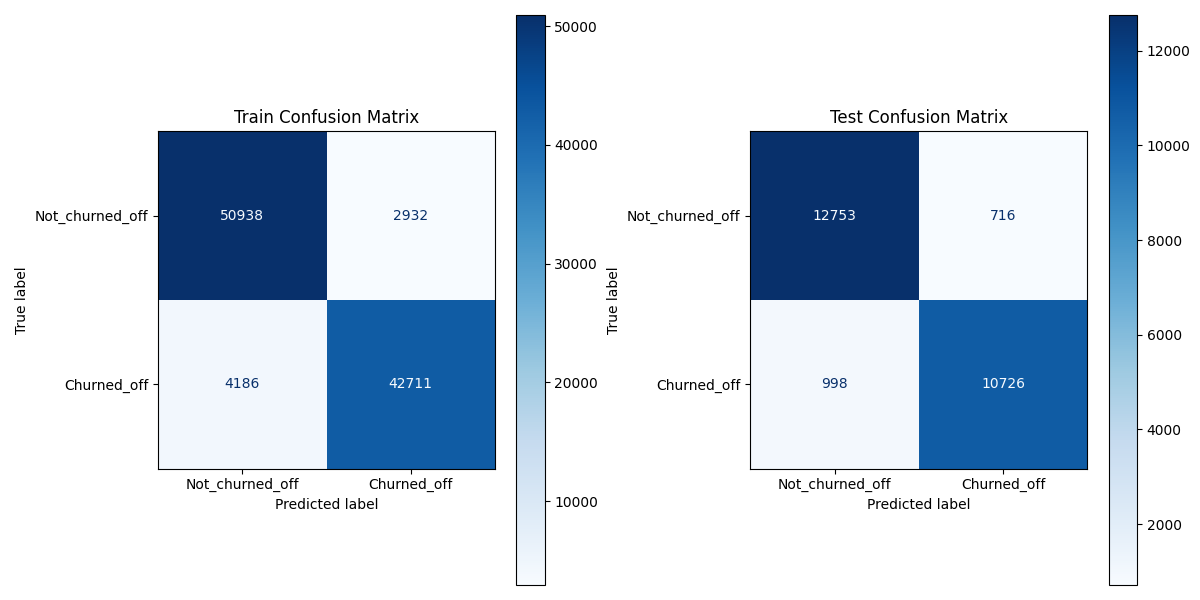 Train Confusion Matrix
Not_churned_off
Churned_off
True label
50938
2932
4186
42711
Not_churned_off
Churned_off
Predicted label
50000
40000
30000
20000
10000
Test Confusion Matrix
Not_churned_off
Churned_off
True label
12753
716
998
10726
Not_churned_off
Churned_off
Predicted label
12000
10000
8000
6000
4000
2000